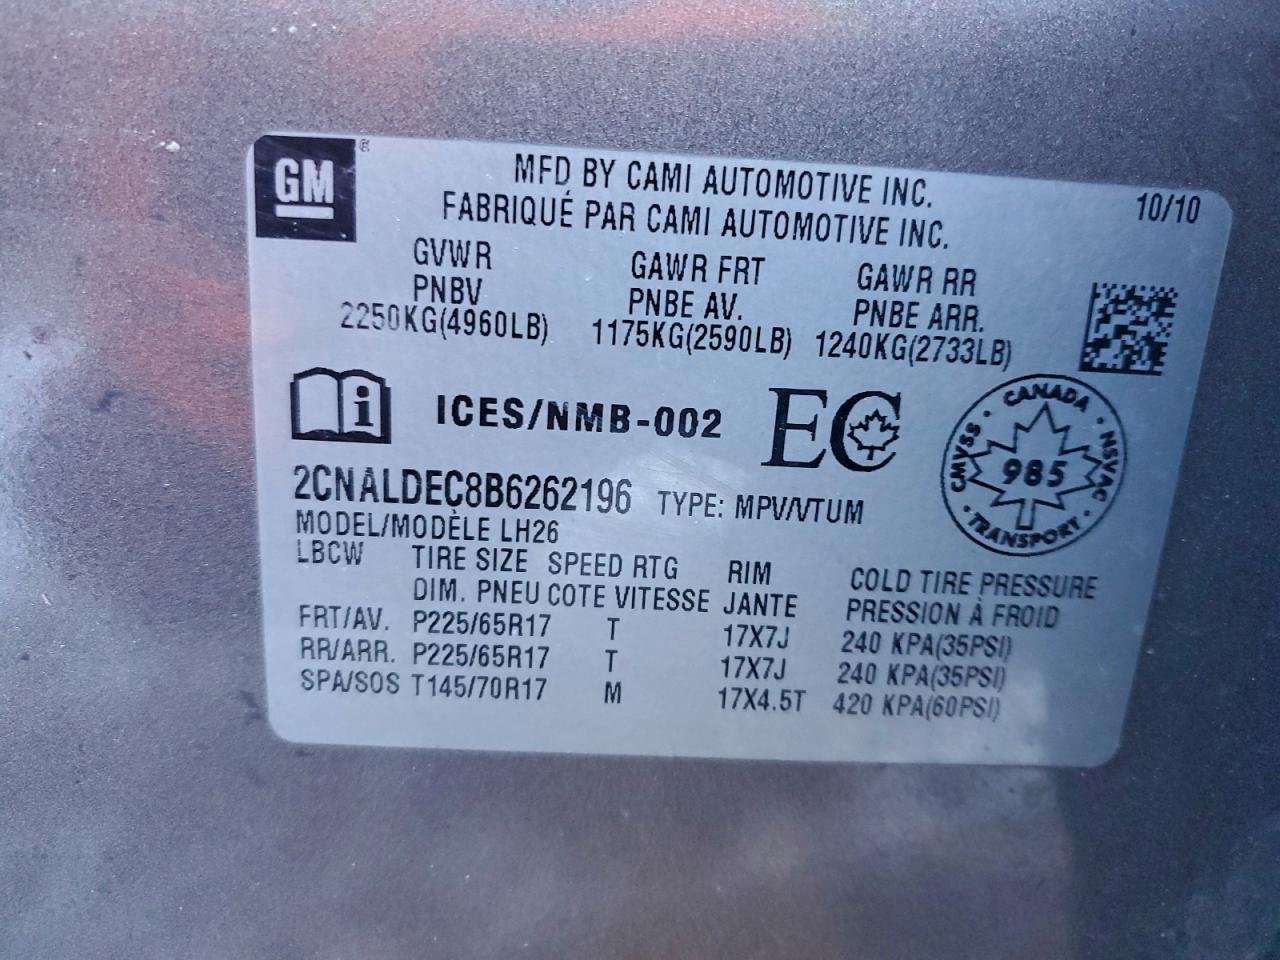 GM ®
MFD BY CAMI AUTOMOTIVE INC. 10/10
FABRIQUÉ PAR CAMI AUTOMOTIVE INC.
GVWR GAWR FRT GAWR RR
PNBV PNBE AV. PNBE ARR.
2250KG(4960LB) 1175KG(2590LB) 1240KG(2733LB)
i ICES/NMB-002 EC
CANADA
CMVSS 985 NSVAC
TRANSPORT
2CNALDEC8B6262196 TYPE: MPV/VTUM
MODEL/MODÈLE LH26
LBCW TIRE SIZE SPEED RTG RIM COLD TIRE PRESSURE
DIM. PNEU COTE VITESSE JANTE PRESSION À FROID
FRT/AV. P225/65R17 T 17X7J 240 KPA(35PSI)
RR/ARR. P225/65R17 T 17X7J 240 KPA(35PSI)
SPA/SOS T145/70R17 M 17X4.5T 420 KPA(60PSI)